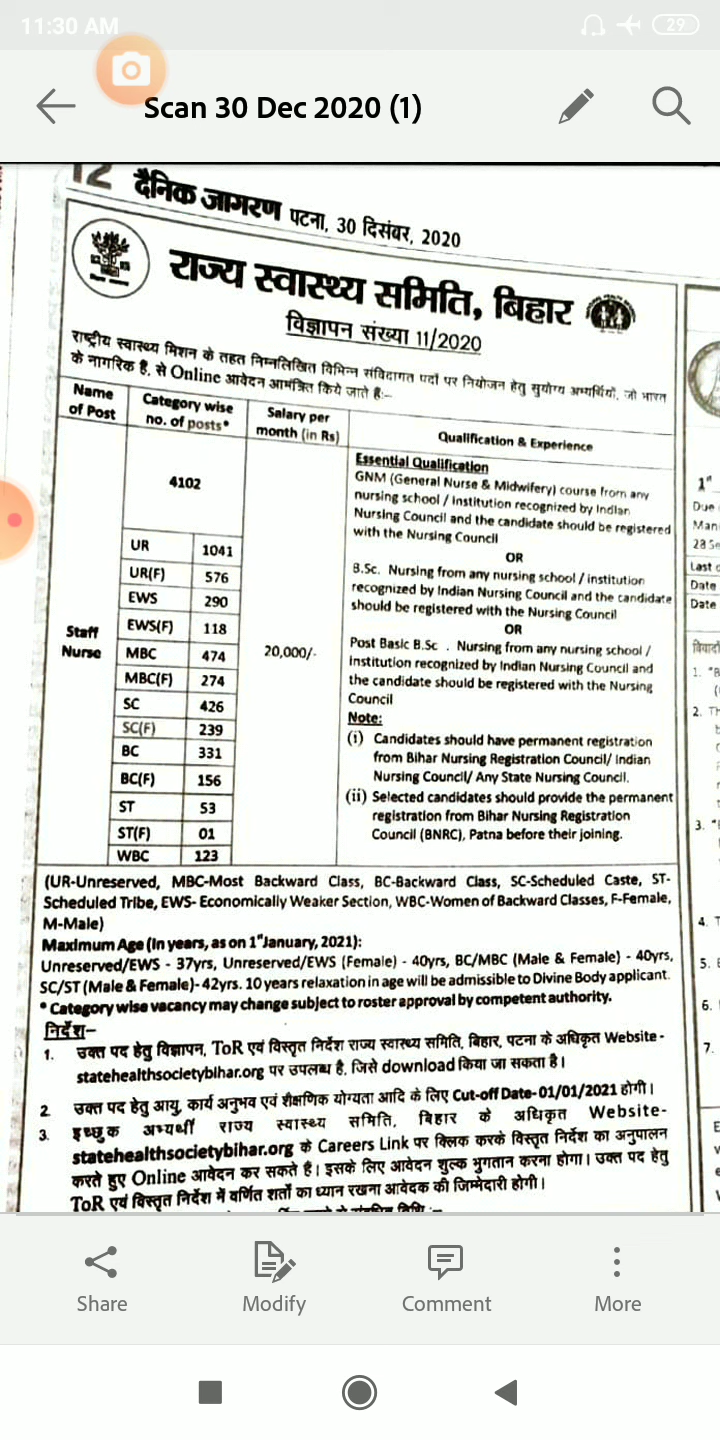 11:30 AM
29
Scan 30 Dec 2020 (1)
12 दैनिक जागरण पटना, 30 दिसंबर, 2020
राज्य स्वास्थ्य समिति, बिहार
विज्ञापन संख्या 11/2020
राष्ट्रीय स्वास्थ्य मिशन के तहत निम्नलिखित विभिन्न संविदागत पदों पर नियोजन हेतु सुयोग्य अभ्यर्थियों, जो भारत
के नागरिक हैं, से Online आवेदन आमंत्रित किये जाते हैं:-
Name of Post
Category wise no. of posts*
Salary per month (in Rs)
Qualification & Experience
Staff Nurse
4102
UR 1041
UR(F) 576
EWS 290
EWS(F) 118
MBC 474
MBC(F) 274
SC 426
SC(F) 239
BC 331
BC(F) 156
ST 53
ST(F) 01
WBC 123
20,000/-
Essential Qualification
GNM (General Nurse & Midwifery) course from any
nursing school / institution recognized by Indian
Nursing Council and the candidate should be registered
with the Nursing Council
OR
B.Sc. Nursing from any nursing school / institution
recognized by Indian Nursing Council and the candidate
should be registered with the Nursing Council
OR
Post Basic B.Sc . Nursing from any nursing school /
Institution recognized by Indian Nursing Council and
the candidate should be registered with the Nursing
Council
Note:
(i) Candidates should have permanent registration
from Bihar Nursing Registration Council/ Indian
Nursing Council/ Any State Nursing Council.
(ii) Selected candidates should provide the permanent
registration from Bihar Nursing Registration
Council (BNRC), Patna before their joining.
(UR-Unreserved, MBC-Most Backward Class, BC-Backward Class, SC-Scheduled Caste, ST-
Scheduled Tribe, EWS- Economically Weaker Section, WBC-Women of Backward Classes, F-Female,
M-Male)
Maximum Age (In years, as on 1st January, 2021):
Unreserved/EWS - 37yrs, Unreserved/EWS (Female) - 40yrs, BC/MBC (Male & Female) - 40yrs,
SC/ST (Male & Female)- 42yrs. 10 years relaxation in age will be admissible to Divine Body applicant.
* Category wise vacancy may change subject to roster approval by competent authority.
निर्देश–
1. उक्त पद हेतु विज्ञापन, ToR एवं विस्तृत निर्देश राज्य स्वास्थ्य समिति, बिहार, पटना के अधिकृत Website -
statehealthsocietybihar.org पर उपलब्ध है, जिसे download किया जा सकता है।
2 उक्त पद हेतु आयु, कार्य अनुभव एवं शैक्षणिक योग्यता आदि के लिए Cut-off Date- 01/01/2021 होगी।
3. इच्छुक अभ्यर्थी राज्य स्वास्थ्य समिति, बिहार के अधिकृत Website-
statehealthsocietybihar.org के Careers Link पर क्लिक करके विस्तृत निर्देश का अनुपालन
करते हुए Online आवेदन कर सकते है। इसके लिए आवेदन शुल्क भुगतान करना होगा। उक्त पद हेतु
ToR एवं विस्तृत निर्देश में वर्णित शर्तो का ध्यान रखना आवेदक की जिम्मेदारी होगी।
1st
Due
Man
28 Se
Last
Date
Date
1. "B
2. Th
3. "
4. T
5.
6.
7.
Share
Modify
Comment
More